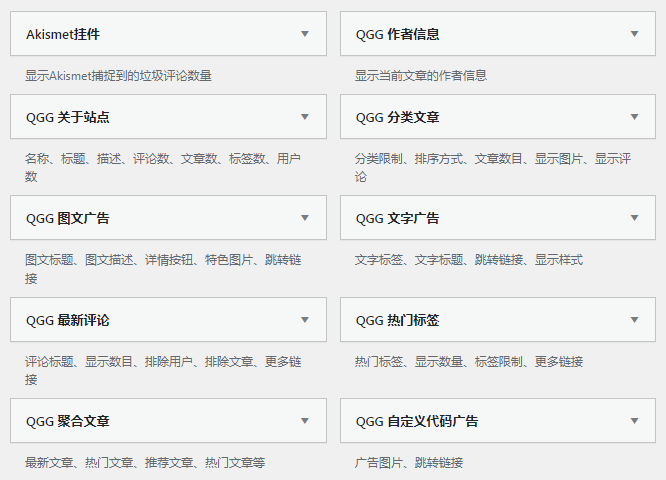 Akismet挂件
QGG 作者信息
显示Akismet捕捉到的垃圾评论数量
显示当前文章的作者信息
QGG 关于站点
QGG 分类文章
名称、标题、描述、评论数、文章数、标签数、用户
数
分类限制、排序方式、文章数目、显示图片、显示评
论
QGG 图文广告
QGG 文字广告
图文标题、图文描述、详情按钮、特色图片、跳转链
接
文字标签、文字标题、跳转链接、显示样式
QGG 最新评论
QGG 热门标签
评论标题、显示数目、排除用户、排除文章、更多链
接
热门标签、显示数量、标签限制、更多链接
QGG 聚合文章
QGG 自定义代码广告
最新文章、热门文章、推荐文章、热门文章等
广告图片、跳转链接